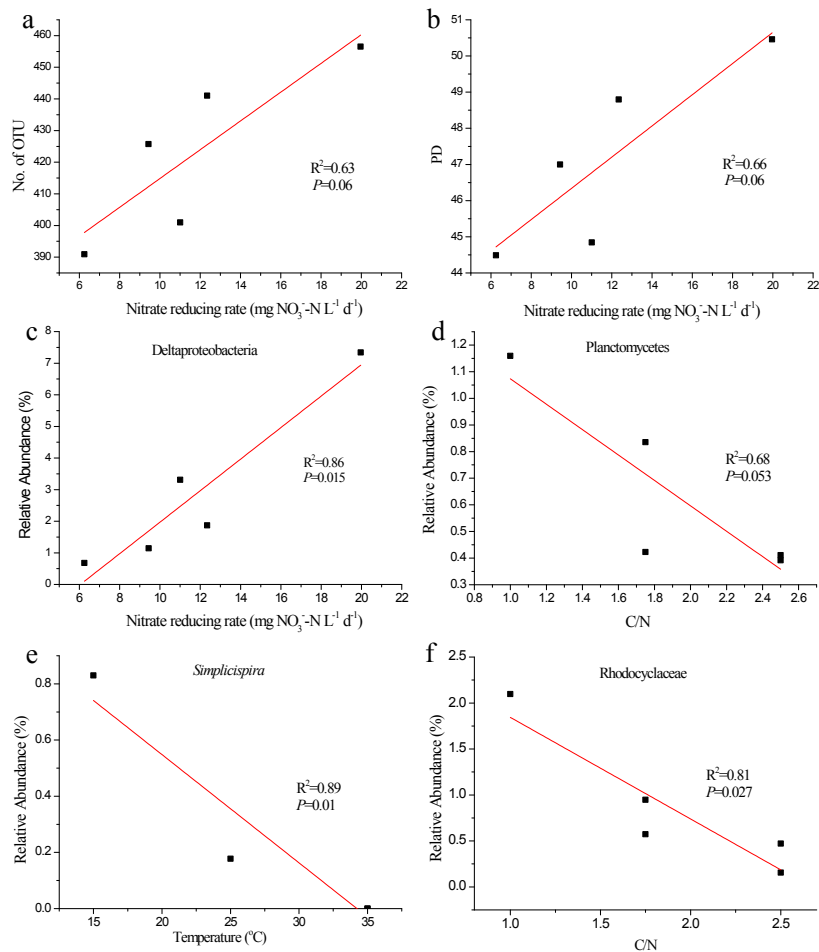 a
460
450
440
430
420
410
400
390
No. of OTU
R²=0.63
P=0.06
6 8 10 12 14 16 18 20 22
Nitrate reducing rate (mg NO₃⁻-N L⁻¹ d⁻¹)
b
51
50
49
48
47
46
45
44
PD
R²=0.66
P=0.06
6 8 10 12 14 16 18 20 22
Nitrate reducing rate (mg NO₃⁻-N L⁻¹ d⁻¹)
c
Deltaproteobacteria
8
7
6
5
4
3
2
1
0
Relative Abundance (%)
R²=0.86
P=0.015
6 8 10 12 14 16 18 20 22
Nitrate reducing rate (mg NO₃⁻-N L⁻¹ d⁻¹)
d
Planctomycetes
1.2
1.1
1.0
0.9
0.8
0.7
0.6
0.5
0.4
0.3
Relative Abundance (%)
R²=0.68
P=0.053
0.8 1.0 1.2 1.4 1.6 1.8 2.0 2.2 2.4 2.6
C/N
e
Simplicispira
0.8
0.6
0.4
0.2
0.0
Relative Abundance (%)
R²=0.89
P=0.01
15 20 25 30 35
Temperature (°C)
f
Rhodocyclaceae
2.5
2.0
1.5
1.0
0.5
0.0
Relative Abundance (%)
R²=0.81
P=0.027
1.0 1.5 2.0 2.5
C/N